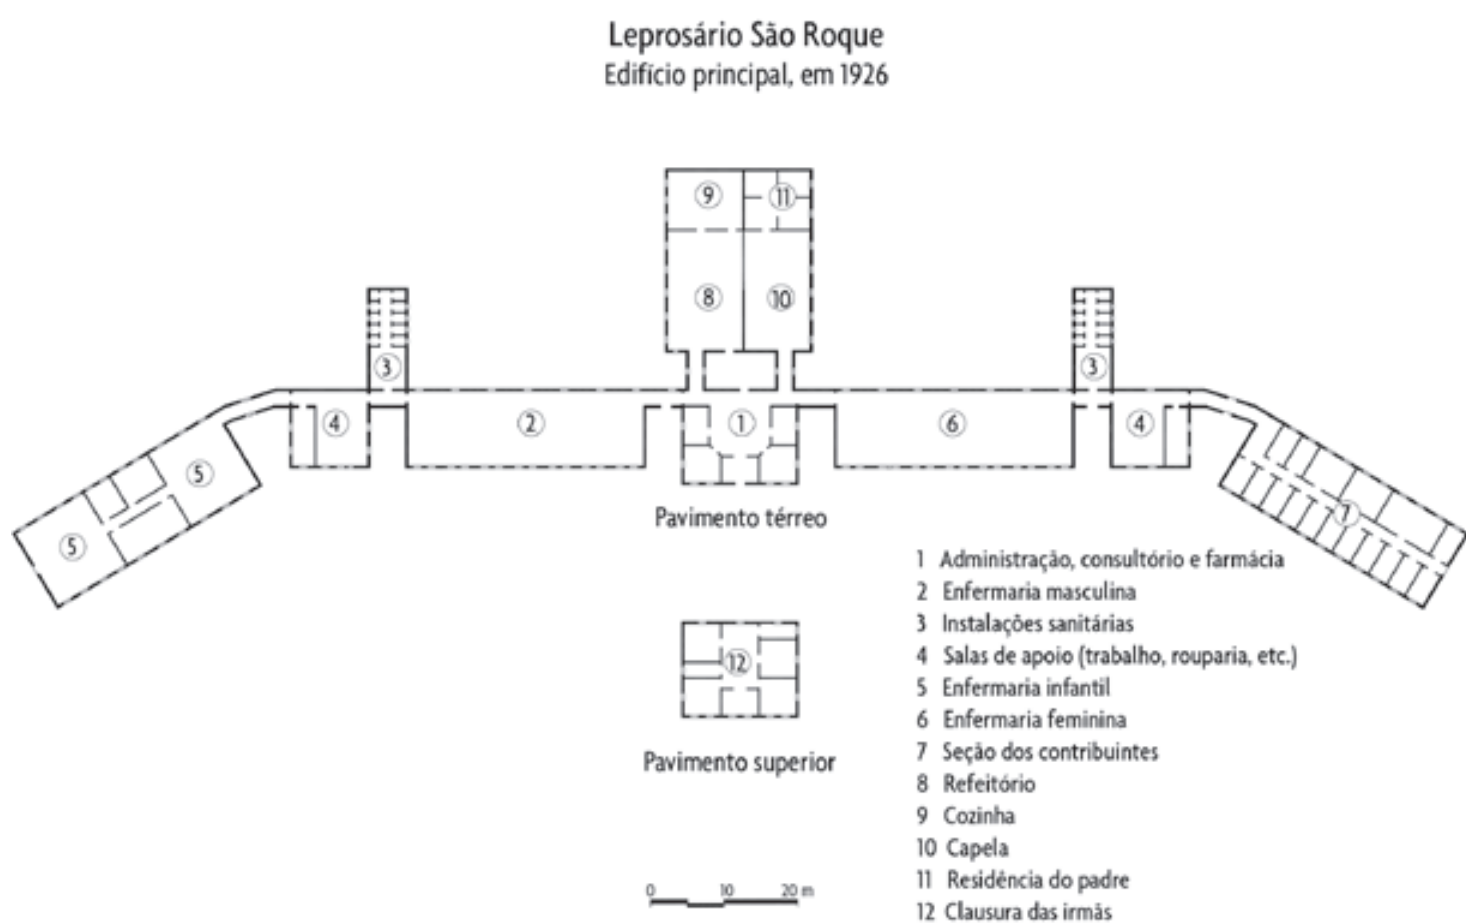 Leprosário São Roque
Edifício principal, em 1926
9
11
8
10
3
3
4
2
1
6
4
5
5
7
Pavimento térreo
12
Pavimento superior
1 Administração, consultório e farmácia
2 Enfermaria masculina
3 Instalações sanitárias
4 Salas de apoio (trabalho, rouparia, etc.)
5 Enfermaria infantil
6 Enfermaria feminina
7 Seção dos contribuintes
8 Refeitório
9 Cozinha
10 Capela
11 Residência do padre
12 Clausura das irmãs
0 10 20 m